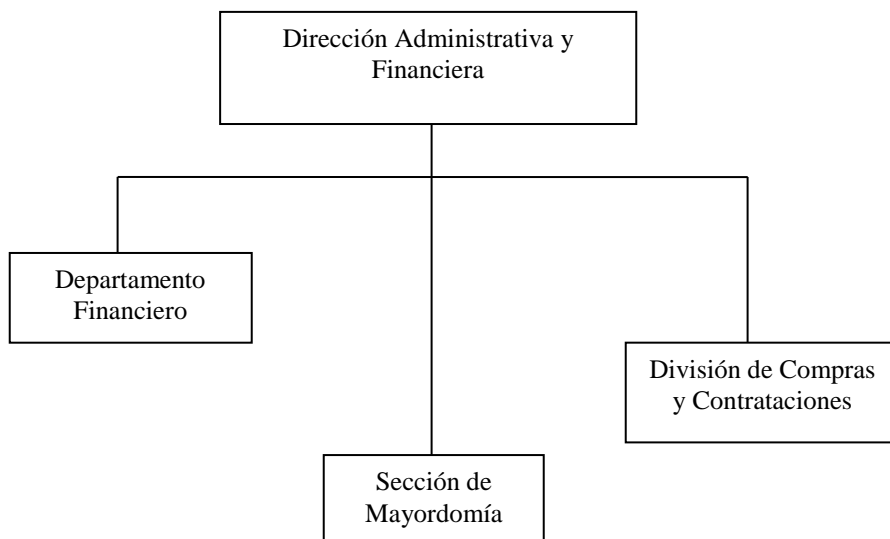 Dirección Administrativa y
Financiera
Departamento
Financiero
División de Compras
y Contrataciones
Sección de
Mayordomía